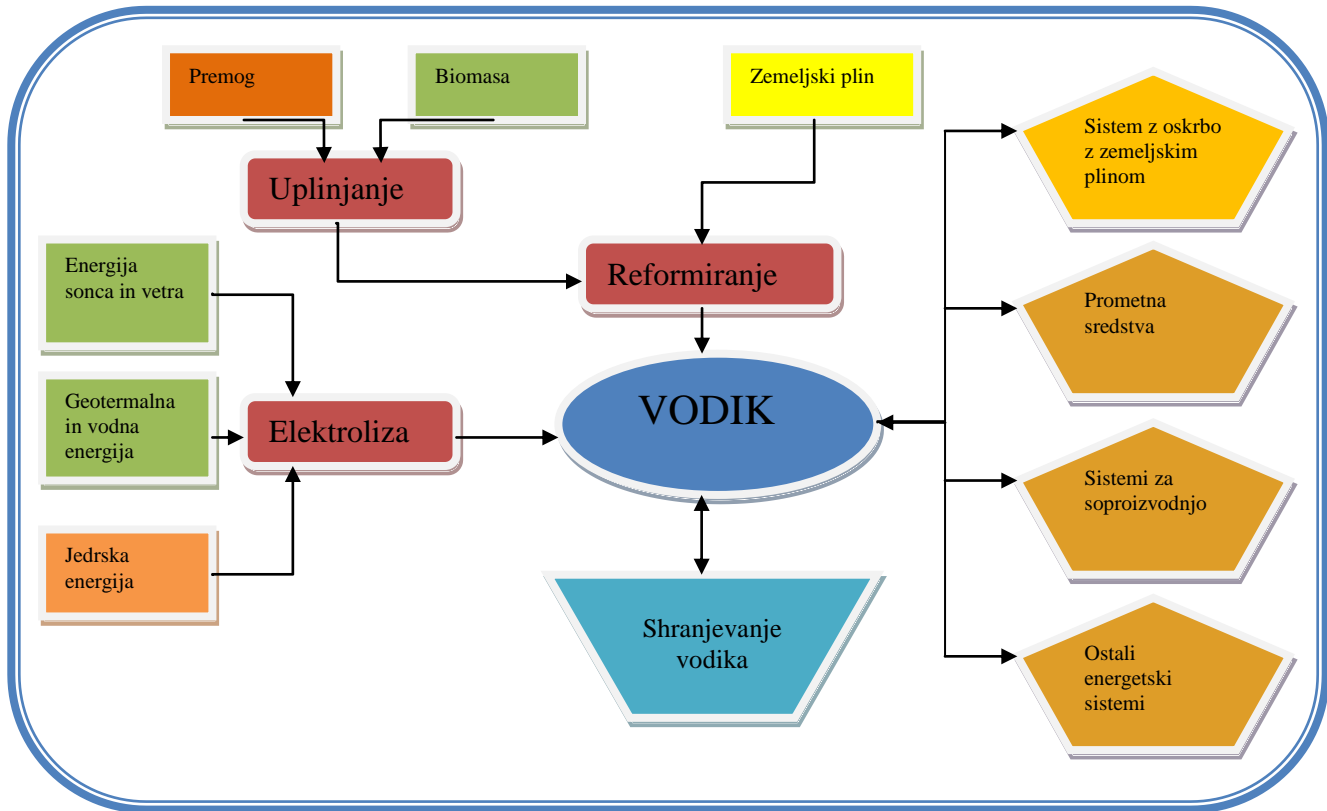 Premog
Biomasa
Zemeljski plin
Sistem z oskrbo
z zemeljskim
plinom
Uplinjanje
Energija
sonca in vetra
Reformiranje
Prometna
sredstva
Geotermalna
in vodna
energija
Elektroliza
VODIK
Sistemi za
soproizvodnjo
Jedrska
energija
Shranjevanje
vodika
Ostali
energetski
sistemi